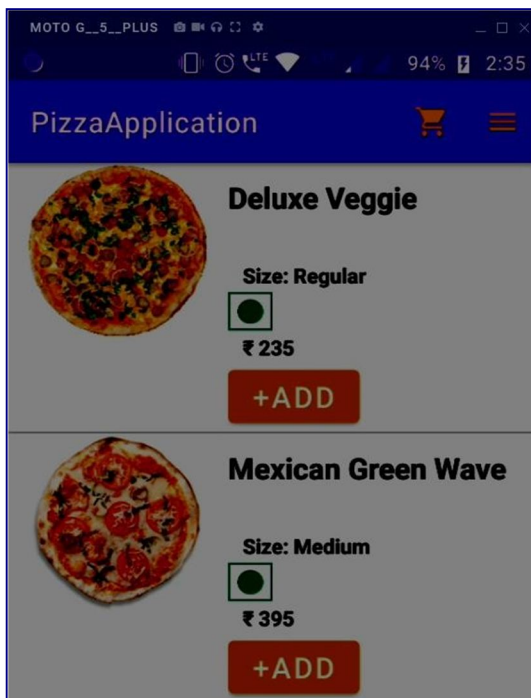 MOTO G__5__PLUS
LTE 94% 2:35
PizzaApplication
Deluxe Veggie
Size: Regular
₹ 235
+ADD
Mexican Green Wave
Size: Medium
₹ 395
+ADD